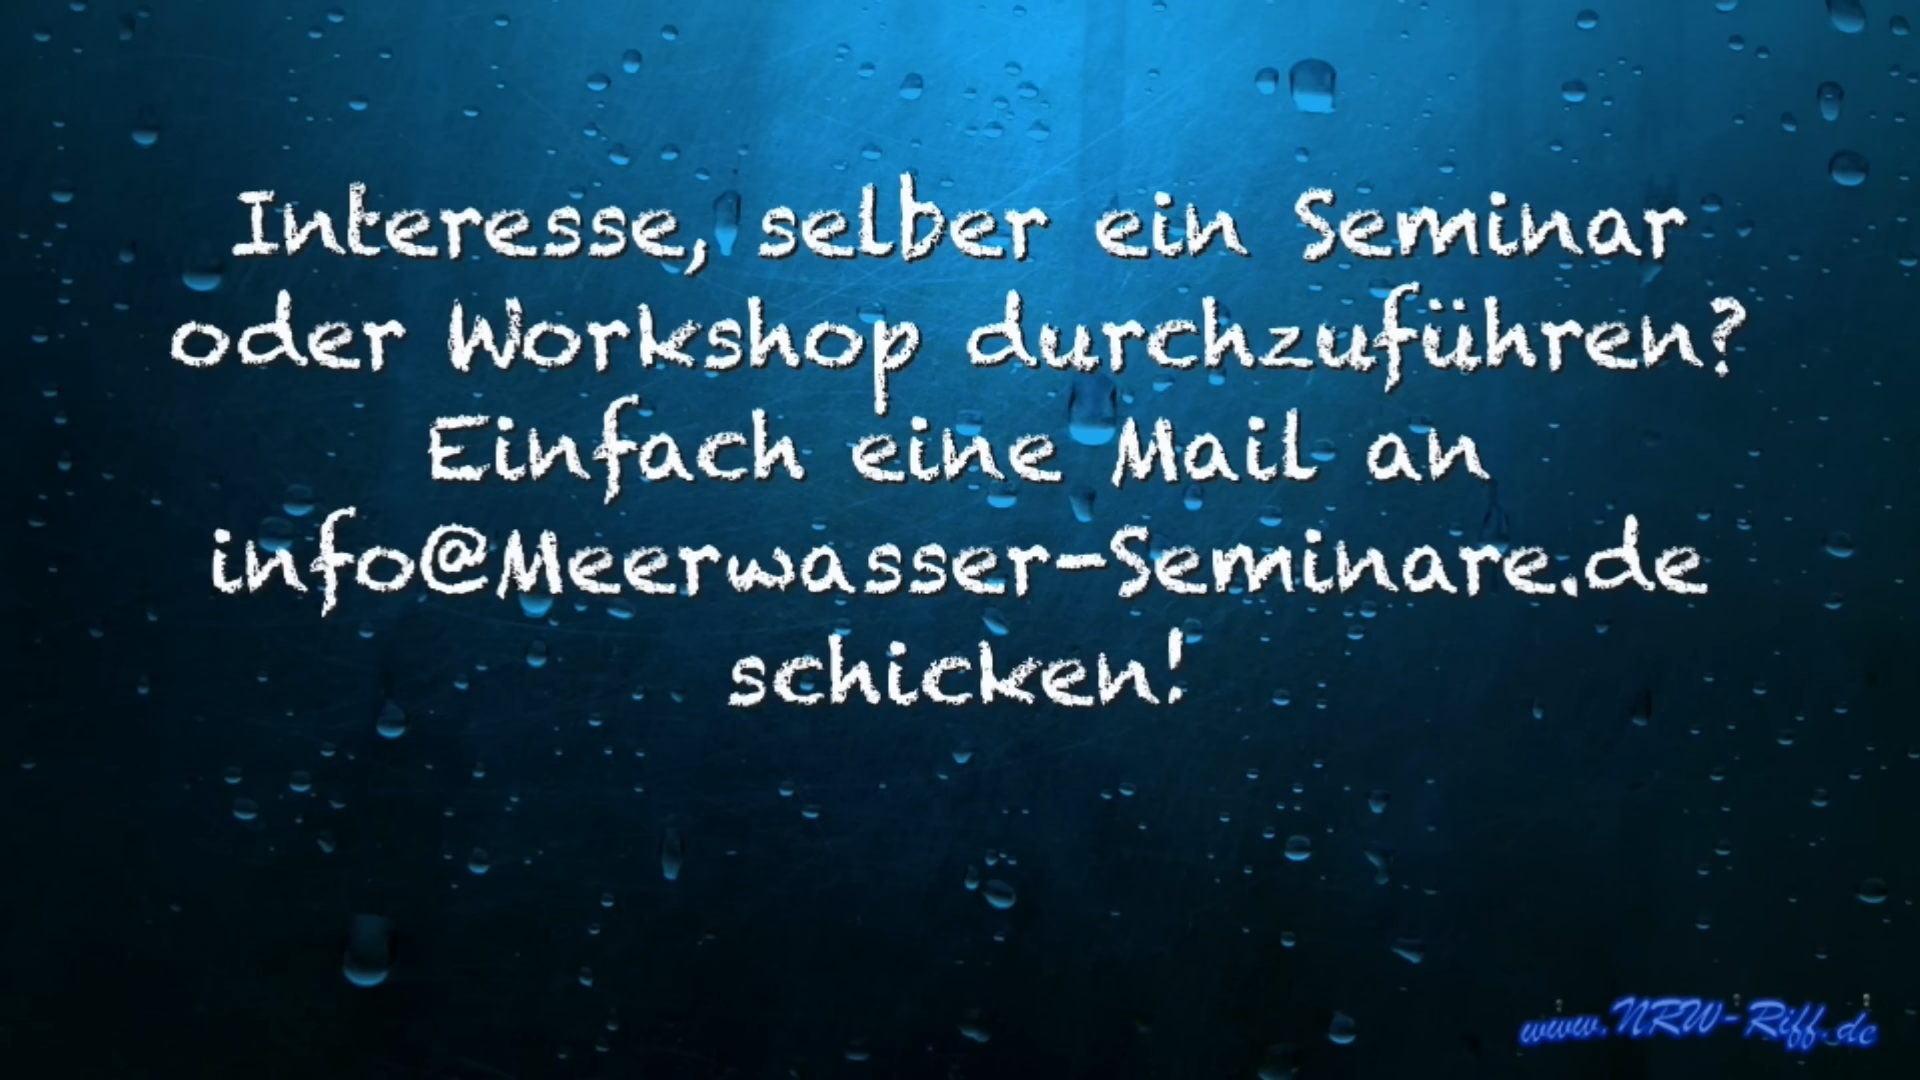 Interesse, selber ein Seminar
oder Workshop durchzuführen?
Einfach eine Mail an
info@Meerwasser-Seminare.de
schicken!
www.NRW-Riff.de